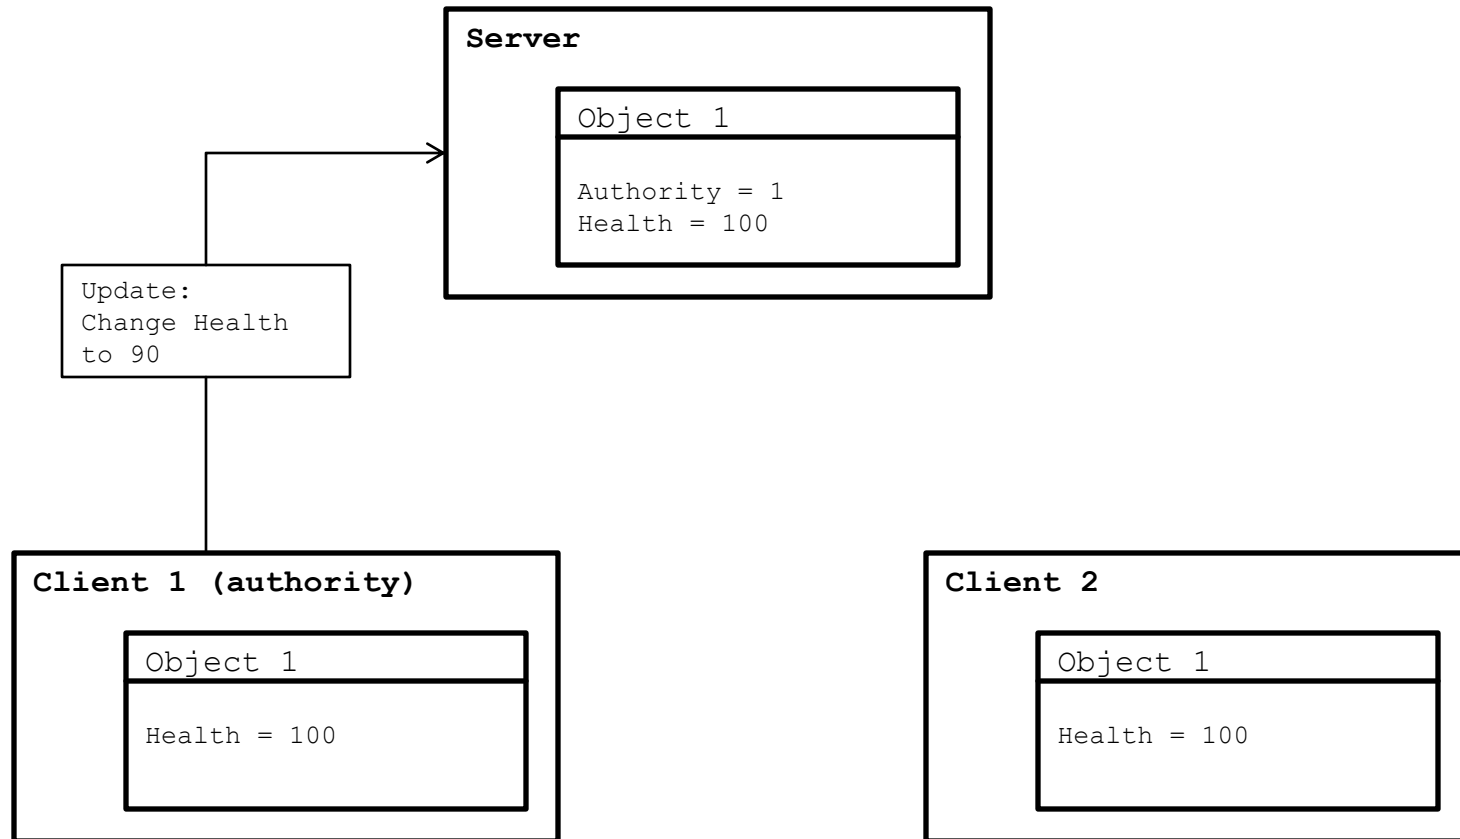 Server
Object 1
Authority = 1
Health = 100
Update:
Change Health
to 90
Client 1 (authority)
Object 1
Health = 100
Client 2
Object 1
Health = 100